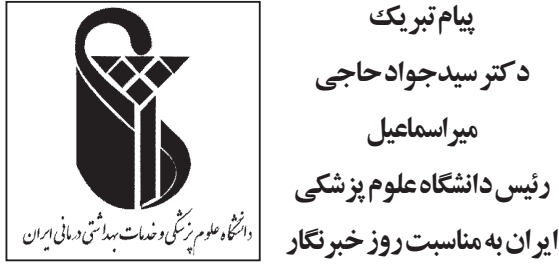 پیام تبریک
دکتر سیدجواد حاجی
میراسماعیل
رئیس دانشگاه علوم پزشکی
ایران به مناسبت روز خبرنگار
دانشگاه علوم پزشکی و خدمات بهداشتی درمانی ایران